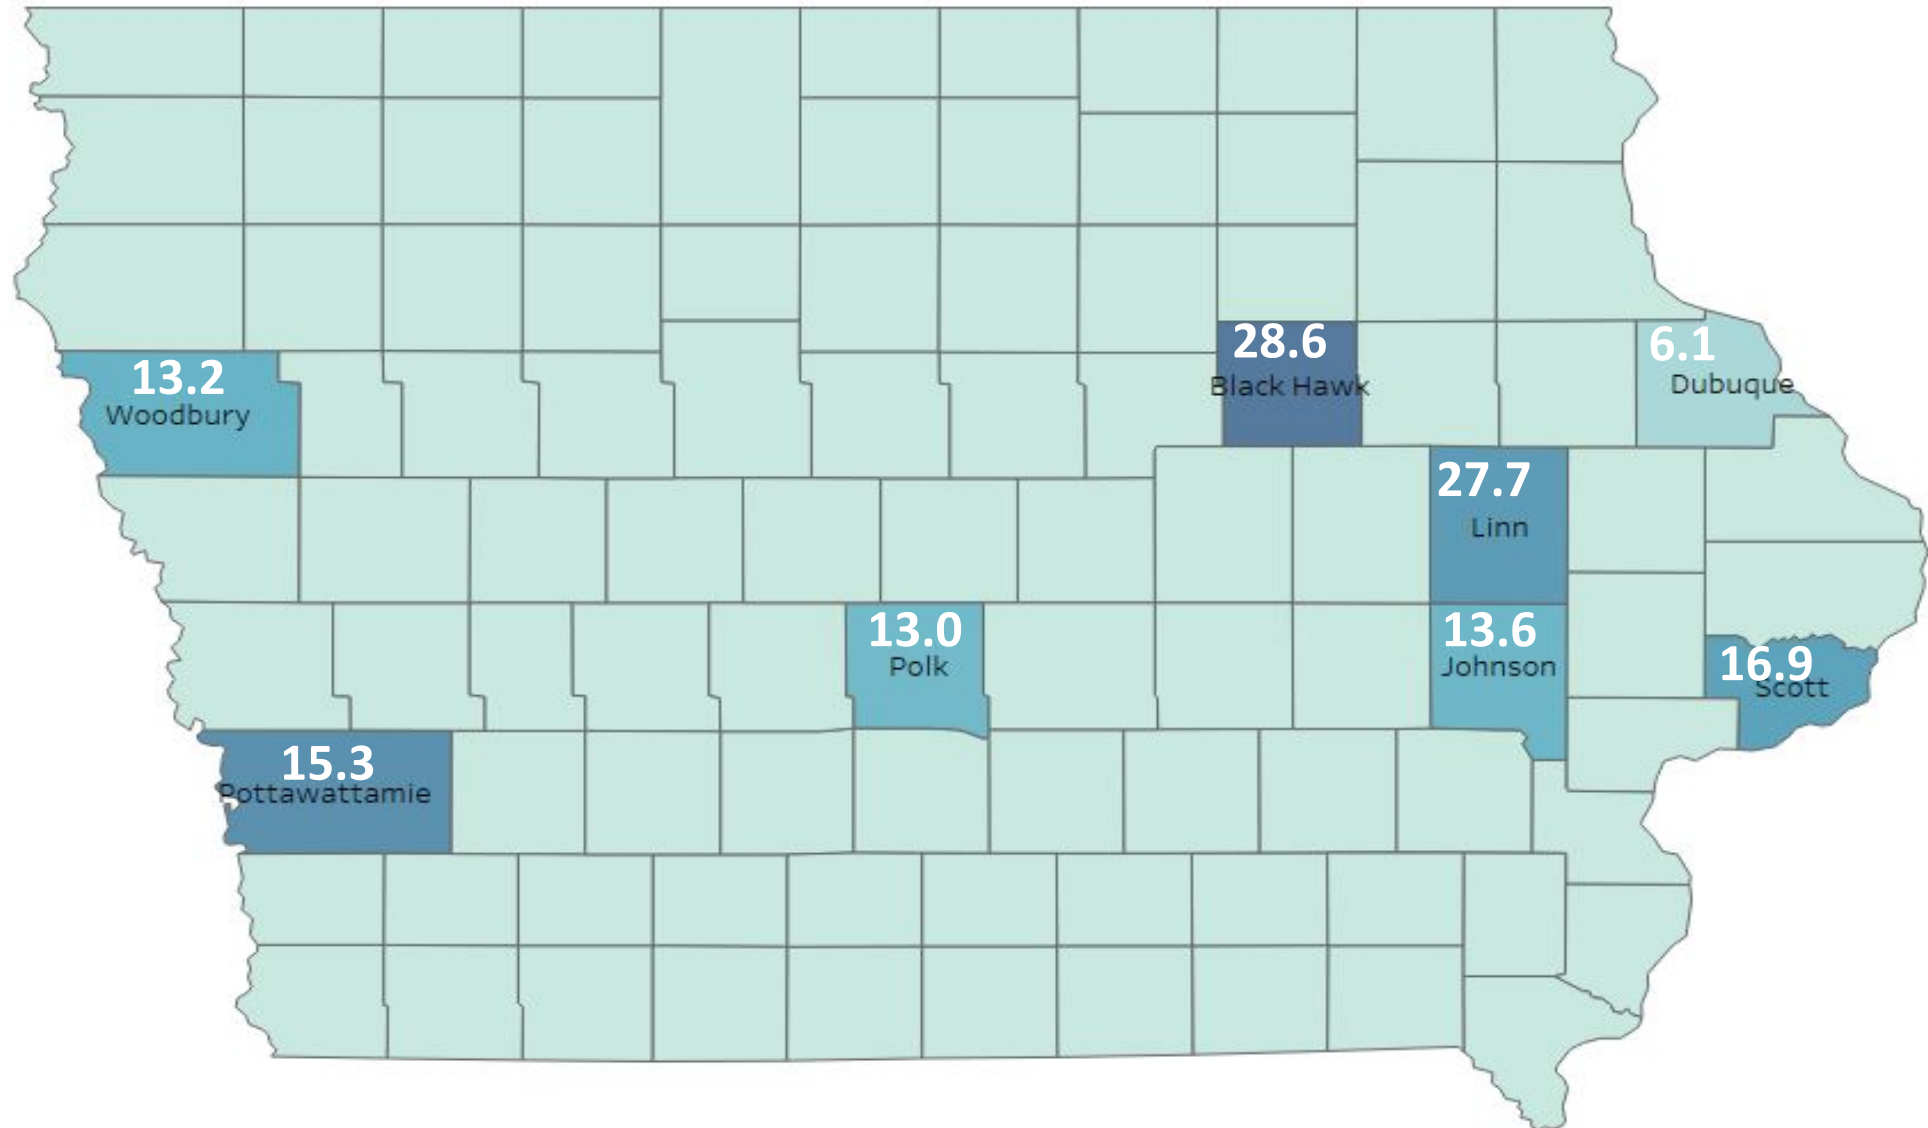 28.6
Black Hawk
6.1
Dubuque
13.2
Woodbury
27.7
Linn
13.0
Polk
13.6
Johnson
16.9
Scott
15.3
Pottawattamie